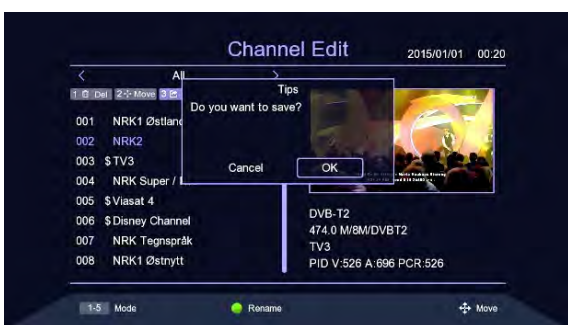 Channel Edit
2015/01/01 00:20
< All >
1 Del 2 Move 3
Tips
Do you want to save?
Cancel OK
001 NRK1 Østland
002 NRK2
003 $TV3
004 NRK Super /
005 $Viasat 4
006 $Disney Channel
007 NRK Tegnspråk
008 NRK1 Østnytt
DVB-T2
474.0 M/8M/DVBT2
TV3
PID V:526 A:696 PCR:526
1-5 Mode Rename Move